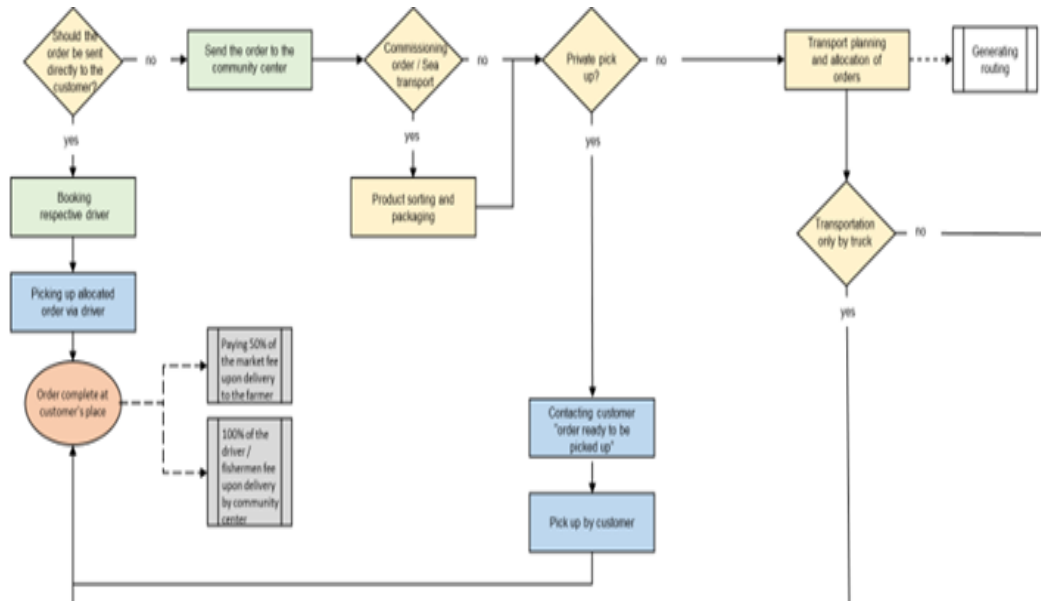 Should the
order be sent
directly to the
customer?
no
Send the order to the
community center
Commissioning
order / Sea
transport
no
Private pick
up?
no
Transport planning
and allocation of
orders
Generating
routing
yes
yes
yes
Booking
respective driver
Product sorting and
packaging
Transportation
only by truck
no
Picking up allocated
order via driver
yes
Order complete at
customer's place
Paying 50% of
the market fee
upon delivery
to the farmer
100% of the
driver /
fishermen fee
upon delivery
by community
center
Contacting customer
"order ready to be
picked up"
Pick up by customer